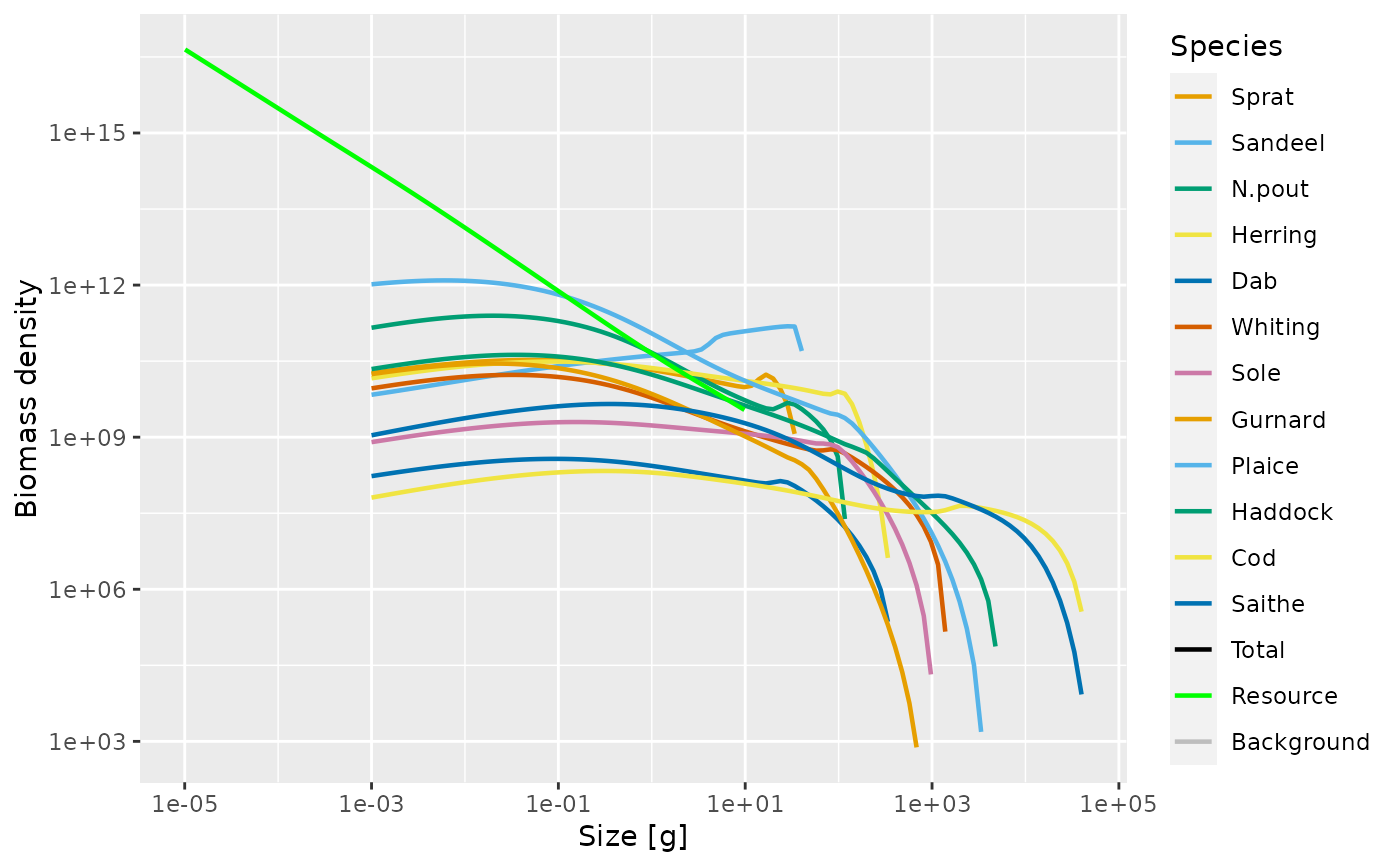 Biomass density
1e+15
1e+12
1e+09
1e+06
1e+03
1e-05
1e-03
1e-01
1e+01
1e+03
1e+05
Size [g]
Species
Sprat
Sandeel
N.pout
Herring
Dab
Whiting
Sole
Gurnard
Plaice
Haddock
Cod
Saithe
Total
Resource
Background